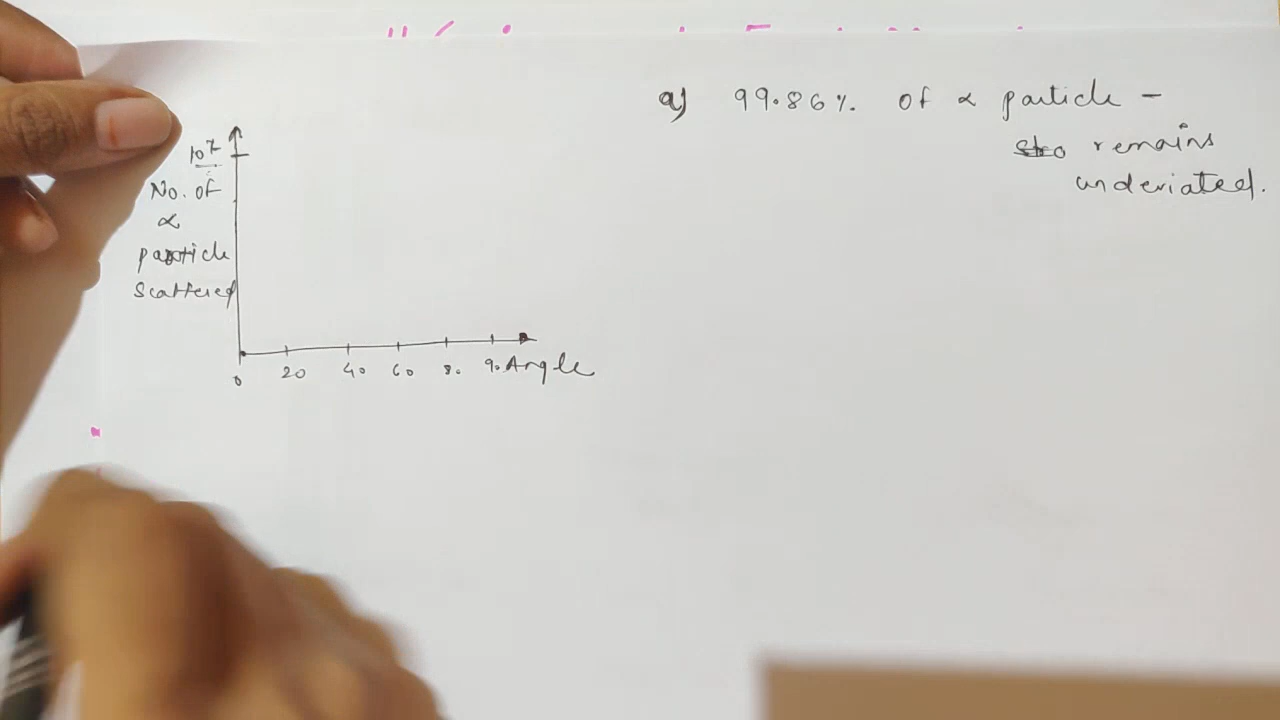 a) 99.86% of α particle -
remains
undeviated.
10⁷
No. of
α
particle
scattered
0 20 40 60 80 90 Angle